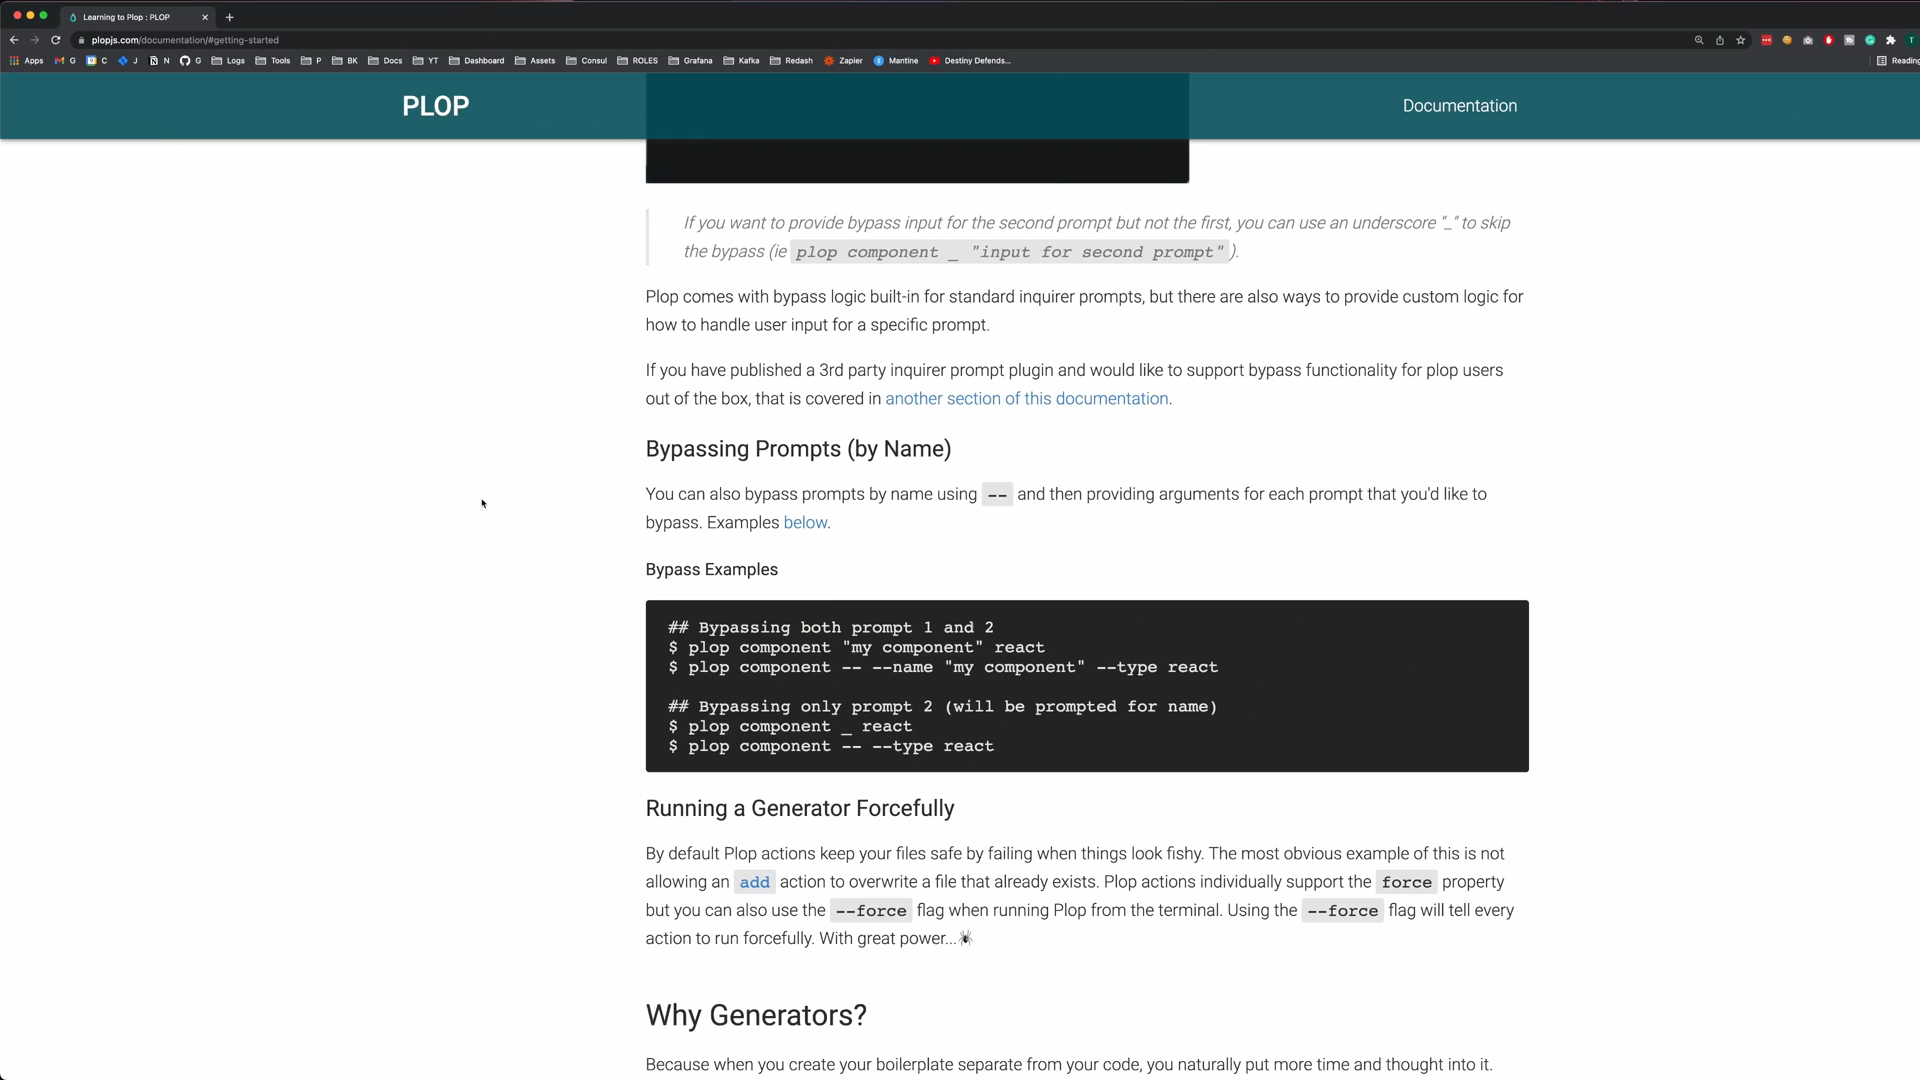 Learning to Plop : PLOP
plopjs.com/documentation/#getting-started
Apps G C J N G Logs Tools P BK Docs YT Dashboard Assets Consul ROLES Grafana Kafka Redash Zapier Mantine Destiny Defends... Reading
PLOP Documentation
If you want to provide bypass input for the second prompt but not the first, you can use an underscore "_" to skip
the bypass (ie plop component _ "input for second prompt" ).
Plop comes with bypass logic built-in for standard inquirer prompts, but there are also ways to provide custom logic for
how to handle user input for a specific prompt.
If you have published a 3rd party inquirer prompt plugin and would like to support bypass functionality for plop users
out of the box, that is covered in another section of this documentation.
Bypassing Prompts (by Name)
You can also bypass prompts by name using -- and then providing arguments for each prompt that you'd like to
bypass. Examples below.
Bypass Examples
## Bypassing both prompt 1 and 2
$ plop component "my component" react
$ plop component -- --name "my component" --type react
## Bypassing only prompt 2 (will be prompted for name)
$ plop component _ react
$ plop component -- --type react
Running a Generator Forcefully
By default Plop actions keep your files safe by failing when things look fishy. The most obvious example of this is not
allowing an add action to overwrite a file that already exists. Plop actions individually support the force property
but you can also use the --force flag when running Plop from the terminal. Using the --force flag will tell every
action to run forcefully. With great power...🕷
Why Generators?
Because when you create your boilerplate separate from your code, you naturally put more time and thought into it.